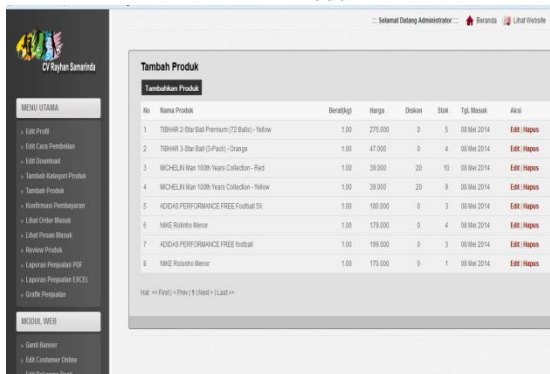 ::: Selamat Datang Administrator ::: Beranda Lihat Website
CV Rayhan Samarinda
MENU UTAMA
» Edit Profil
» Edit Cara Pembelian
» Edit Download
» Tambah Kategori Produk
» Tambah Produk
» Konfirmasi Pembayaran
» Lihat Order Masuk
» Lihat Pesan Masuk
» Review Produk
» Laporan Penjualan PDF
» Laporan Penjualan EXCEL
» Grafik Penjualan
MODUL WEB
» Ganti Banner
» Edit Costumer Online
Tambah Produk
Tambahkan Produk
No Nama Produk Berat(kg) Harga Diskon Stok Tgl. Masuk Aksi
1 TIBHAR 2-Star Ball Premium (72 Balls) - Yellow 1.00 275.000 0 5 08 Mei 2014 Edit | Hapus
2 TIBHAR 3-Star Ball (3-Pack) - Orange 1.00 47.000 0 4 08 Mei 2014 Edit | Hapus
3 MICHELIN Man 100th Years Collection - Red 1.00 39.000 20 10 08 Mei 2014 Edit | Hapus
4 MICHELIN Man 100th Years Collection - Yellow 1.00 39.000 20 9 08 Mei 2014 Edit | Hapus
5 ADIDAS PERFORMANCE FREE Football 5X 1.00 180.000 0 3 08 Mei 2014 Edit | Hapus
6 NIKE Rolinho Menor 1.00 179.000 0 4 08 Mei 2014 Edit | Hapus
7 ADIDAS PERFORMANCE FREE football 1.00 189.000 0 3 08 Mei 2014 Edit | Hapus
8 NIKE Rolonho Menor 1.00 170.000 0 1 08 Mei 2014 Edit | Hapus
Hal: << First | < Prev | 1 | Next > | Last >>